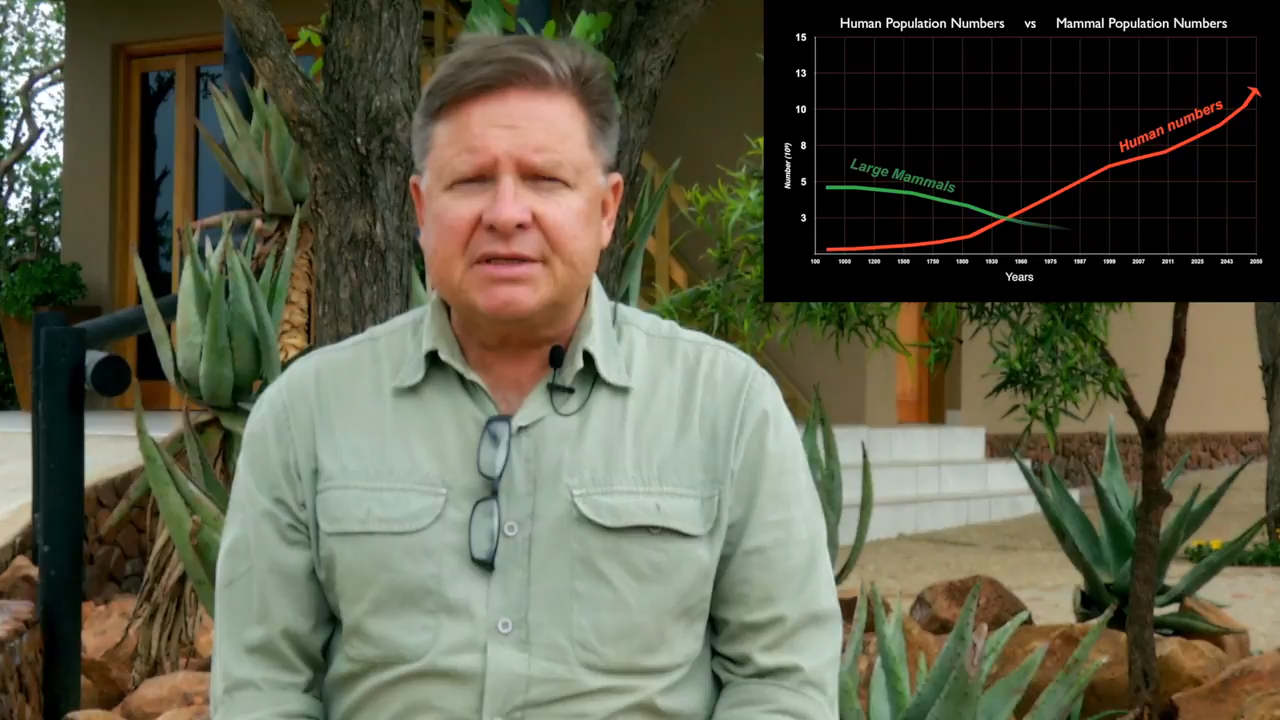 Human Population Numbers vs Mammal Population Numbers
15
13
10
8
5
3
Number (10⁹)
Large Mammals
Human numbers
100 1000 1200 1500 1750 1800 1930 1960 1975 1987 1999 2007 2011 2025 2043 2050
Years